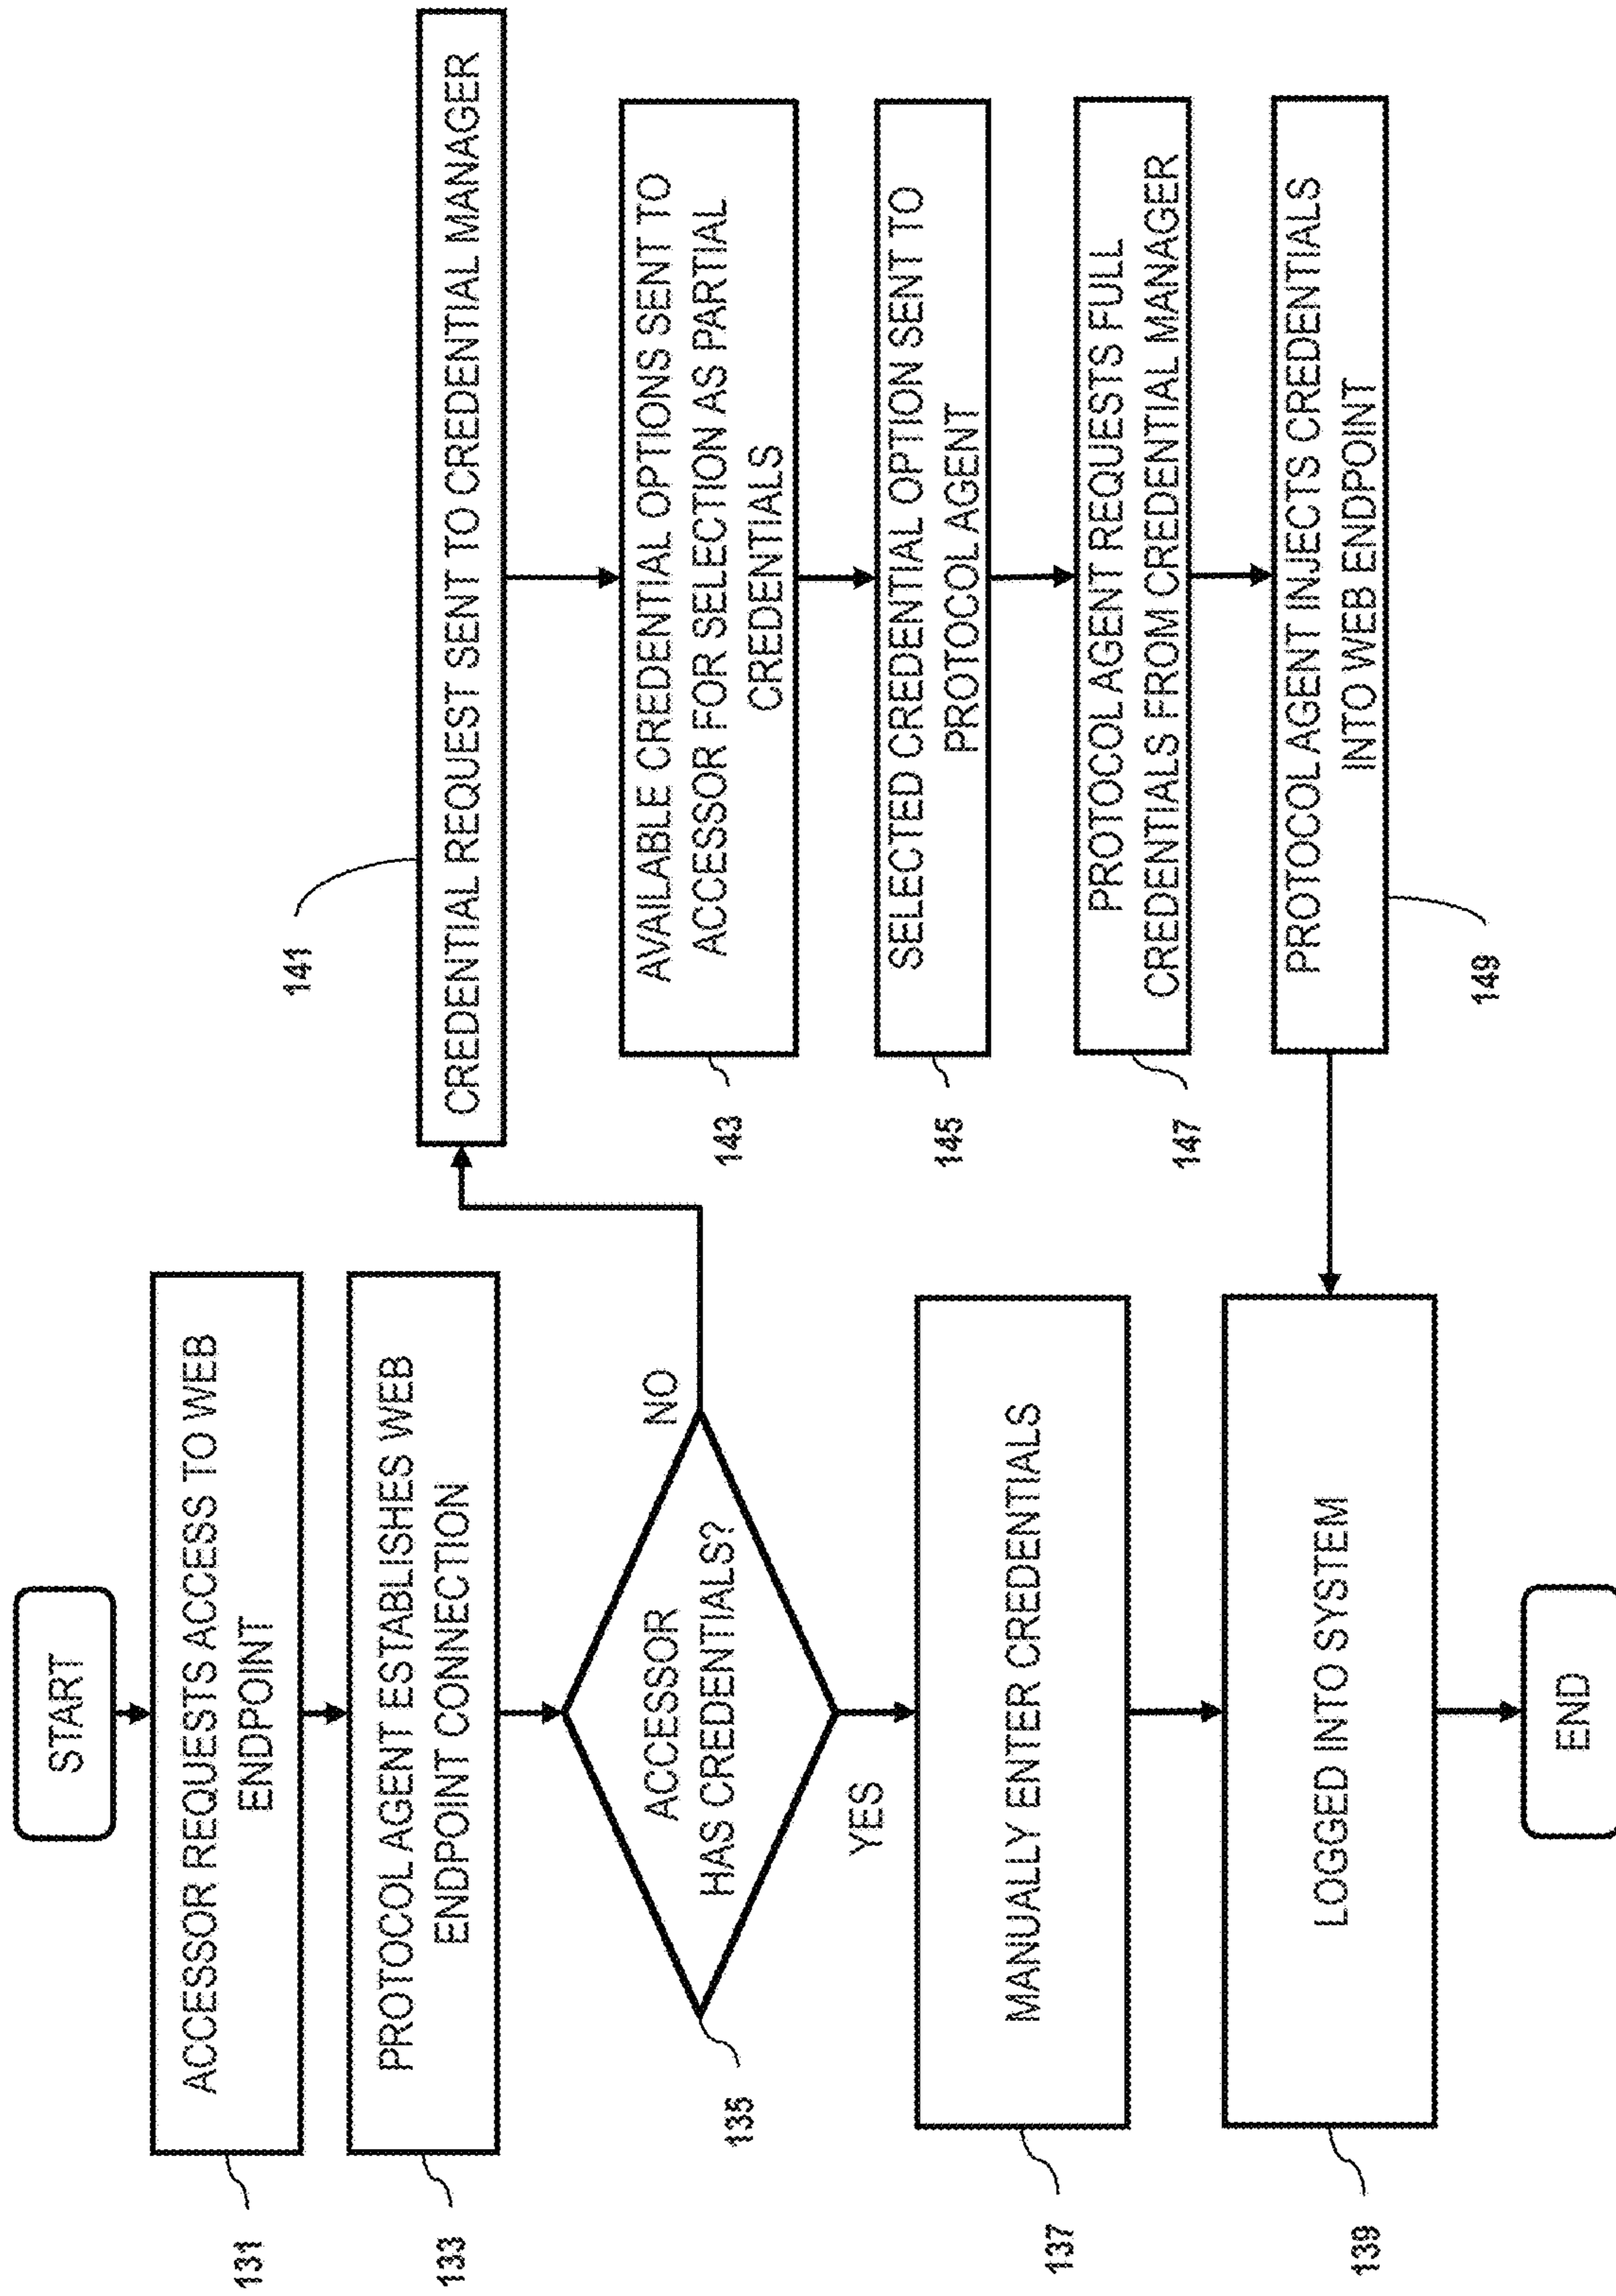 START
131
ACCESSOR REQUESTS ACCESS TO WEB
ENDPOINT
133
PROTOCOL AGENT ESTABLISHES WEB
ENDPOINT CONNECTION
135
ACCESSOR
HAS CREDENTIALS?
NO
YES
137
MANUALLY ENTER CREDENTIALS
139
LOGGED INTO SYSTEM
END
141
CREDENTIAL REQUEST SENT TO CREDENTIAL MANAGER
143
AVAILABLE CREDENTIAL OPTIONS SENT TO
ACCESSOR FOR SELECTION AS PARTIAL
CREDENTIALS
145
SELECTED CREDENTIAL OPTION SENT TO
PROTOCOL AGENT
147
PROTOCOL AGENT REQUESTS FULL
CREDENTIALS FROM CREDENTIAL MANAGER
149
PROTOCOL AGENT INJECTS CREDENTIALS
INTO WEB ENDPOINT